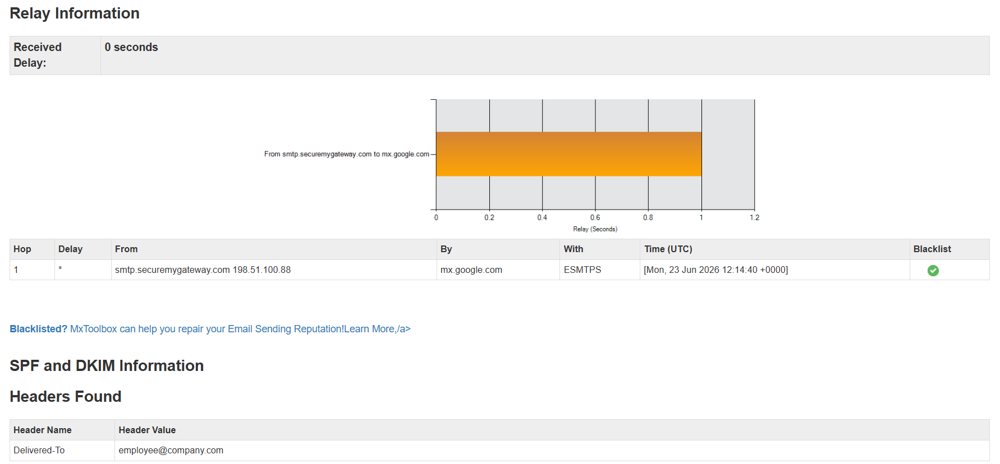 Relay Information
Received Delay:
0 seconds
From smtp.securemygateway.com to mx.google.com
0 0.2 0.4 0.6 0.8 1 1.2
Relay (Seconds)
Hop Delay From By With Time (UTC) Blacklist
1 * smtp.securemygateway.com 198.51.100.88 mx.google.com ESMTPS [Mon, 23 Jun 2026 12:14:40 +0000]
Blacklisted? MxToolbox can help you repair your Email Sending Reputation!Learn More,/a>
SPF and DKIM Information
Headers Found
Header Name Header Value
Delivered-To employee@company.com